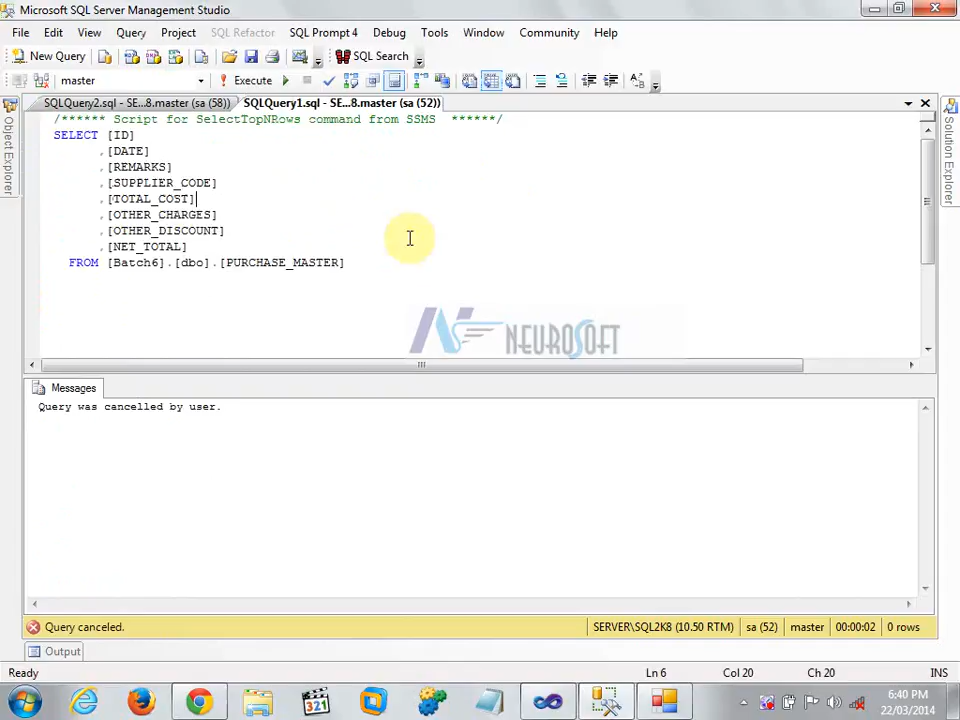 Microsoft SQL Server Management Studio
File Edit View Query Project SQL Refactor SQL Prompt 4 Debug Tools Window Community Help
New Query SQL Search
master Execute
SQLQuery2.sql - SE...8.master (sa (58)) SQLQuery1.sql - SE...8.master (sa (52))
Object Explorer
Solution Explorer
/****** Script for SelectTopNRows command from SSMS ******/
SELECT [ID]
,[DATE]
,[REMARKS]
,[SUPPLIER_CODE]
,[TOTAL_COST]
,[OTHER_CHARGES]
,[OTHER_DISCOUNT]
,[NET_TOTAL]
FROM [Batch6].[dbo].[PURCHASE_MASTER]
NEUROSOFT
Messages
Query was cancelled by user.
Query canceled. SERVER\SQL2K8 (10.50 RTM) sa (52) master 00:00:02 0 rows
Output
Ready Ln 6 Col 20 Ch 20 INS
321
6:40 PM
22/03/2014